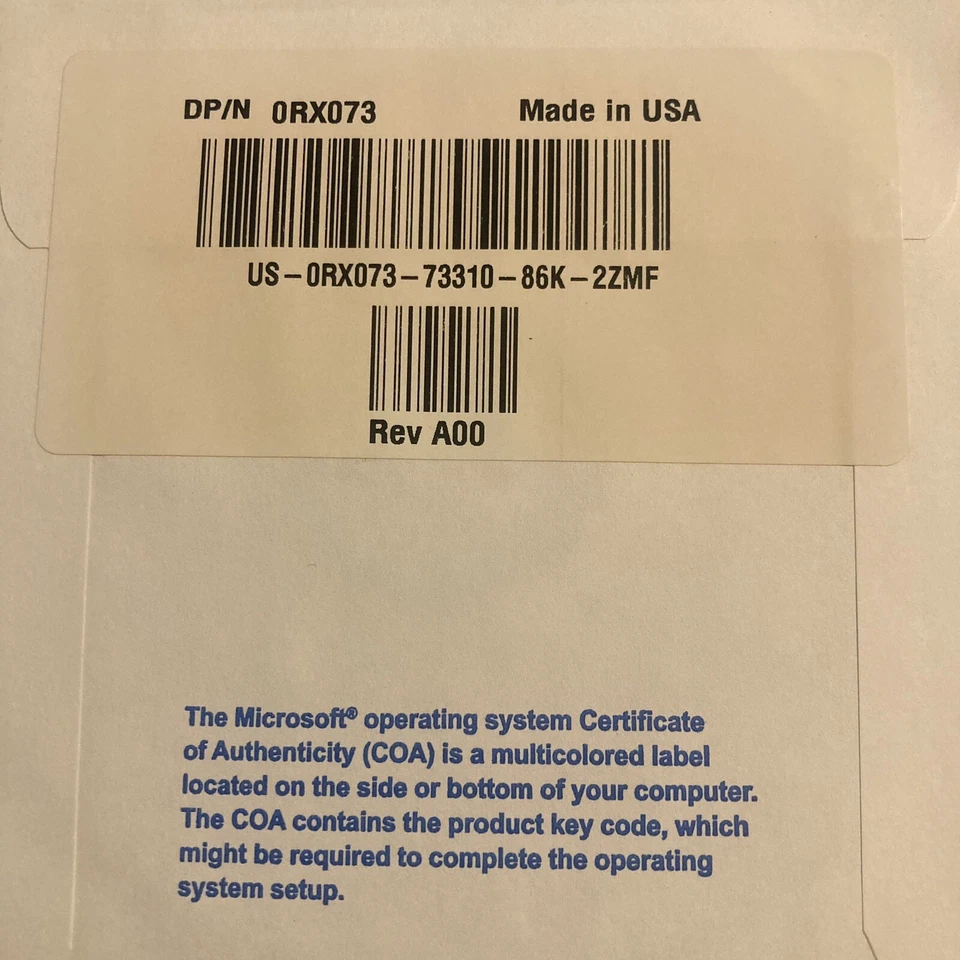 DP/N 0RX073 Made in USA
US-0RX073-73310-86K-2ZMF
Rev A00
The Microsoft® operating system Certificate
of Authenticity (COA) is a multicolored label
located on the side or bottom of your computer.
The COA contains the product key code, which
might be required to complete the operating
system setup.